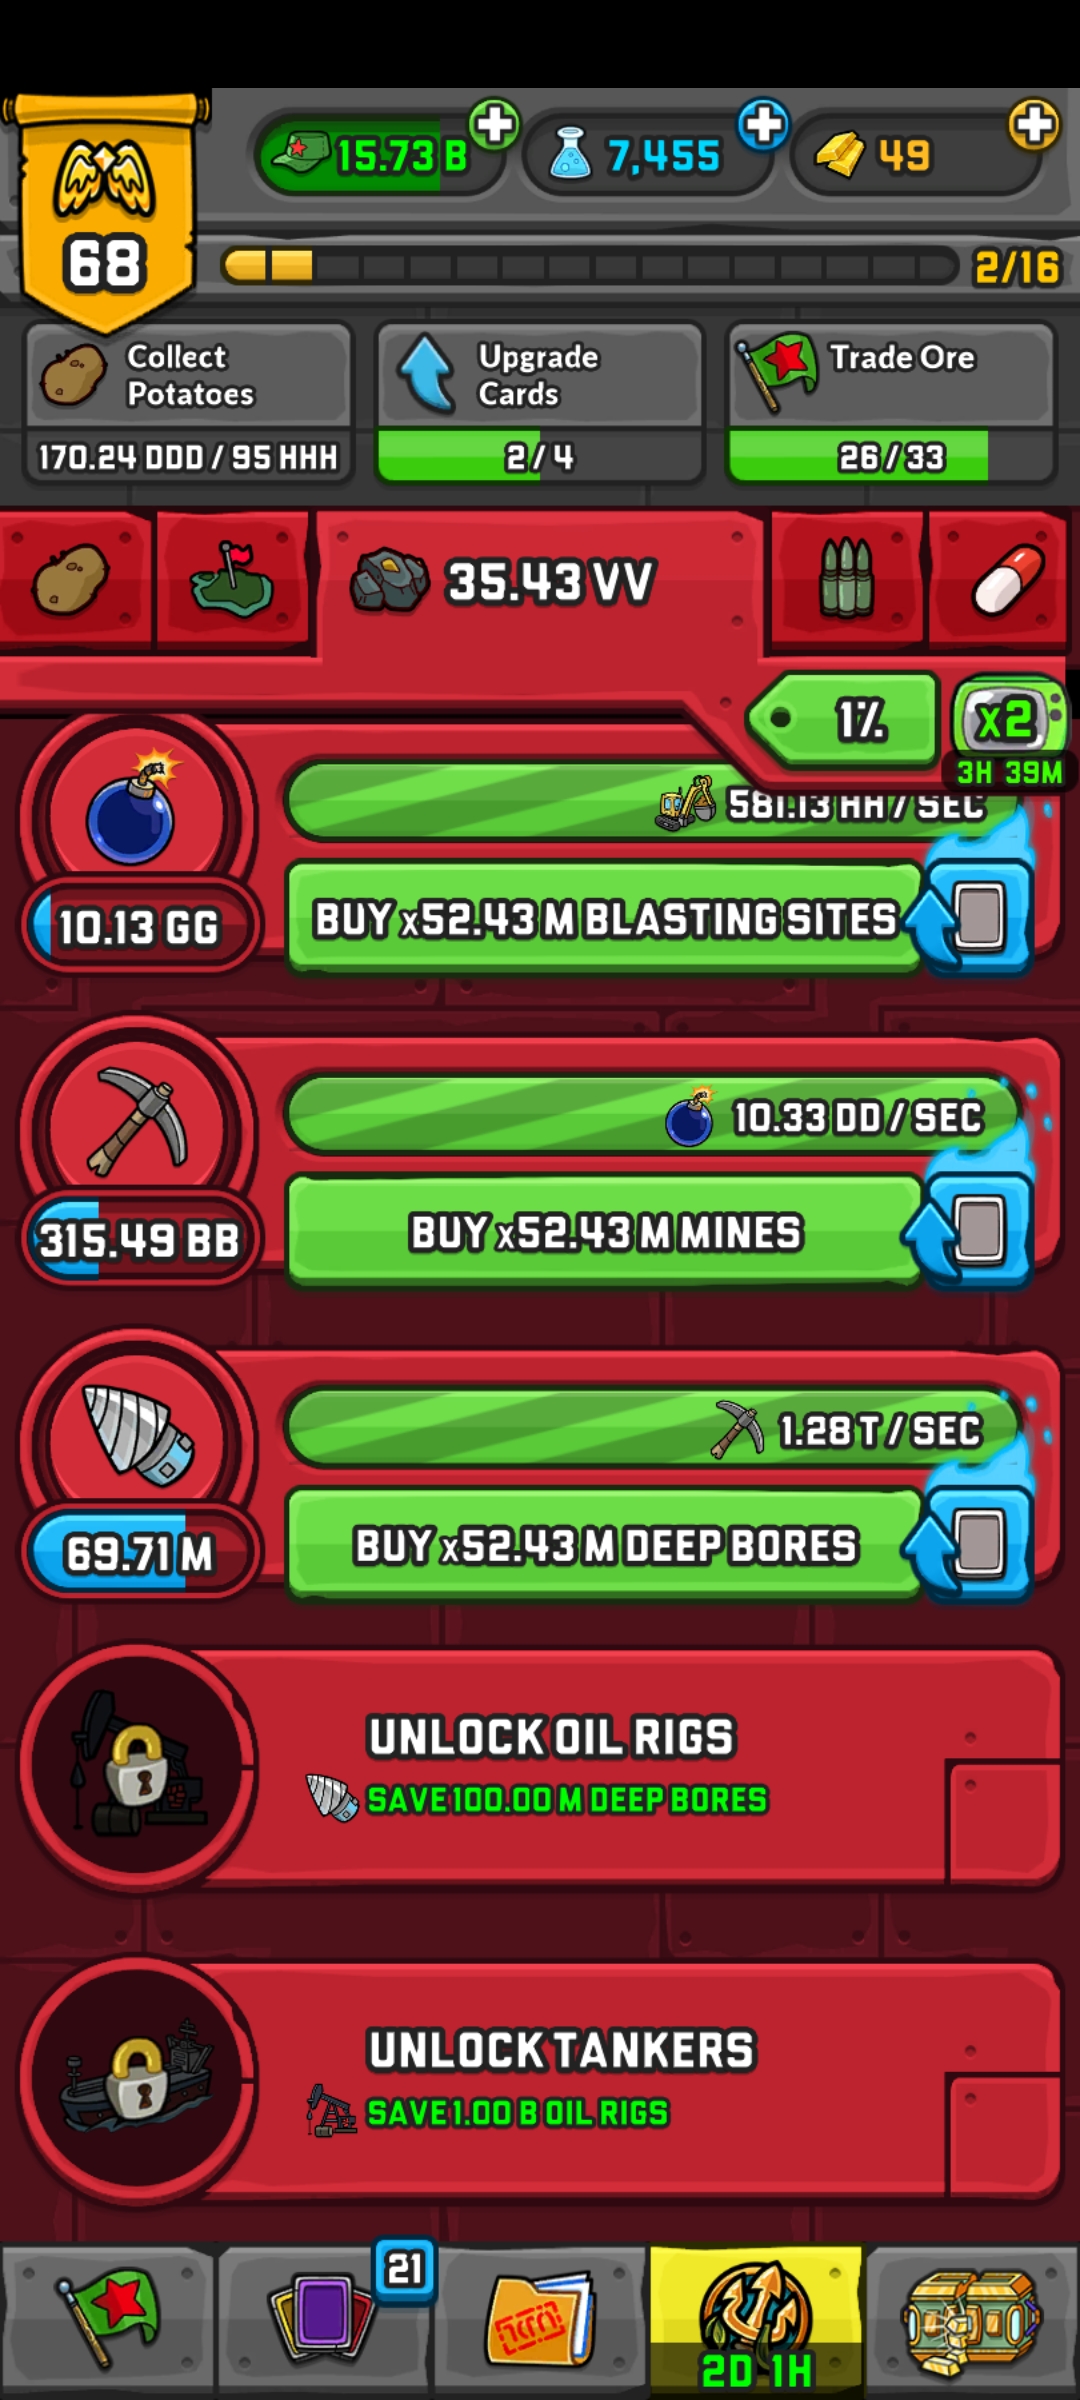 15.73 B
7,455
49
68
2/16
Collect
Potatoes
170.24 DDD / 95 HHH
Upgrade
Cards
2/4
Trade Ore
26/33
35.43 VV
1%
x2
3H 39M
581.13 HH / SEC
BUY x52.43 M BLASTING SITES
10.13 GG
10.33 DD / SEC
BUY x52.43 M MINES
315.49 BB
1.28 T / SEC
BUY x52.43 M DEEP BORES
69.71 M
UNLOCK OIL RIGS
SAVE 100.00 M DEEP BORES
UNLOCK TANKERS
SAVE 1.00 B OIL RIGS
21
2D 1H